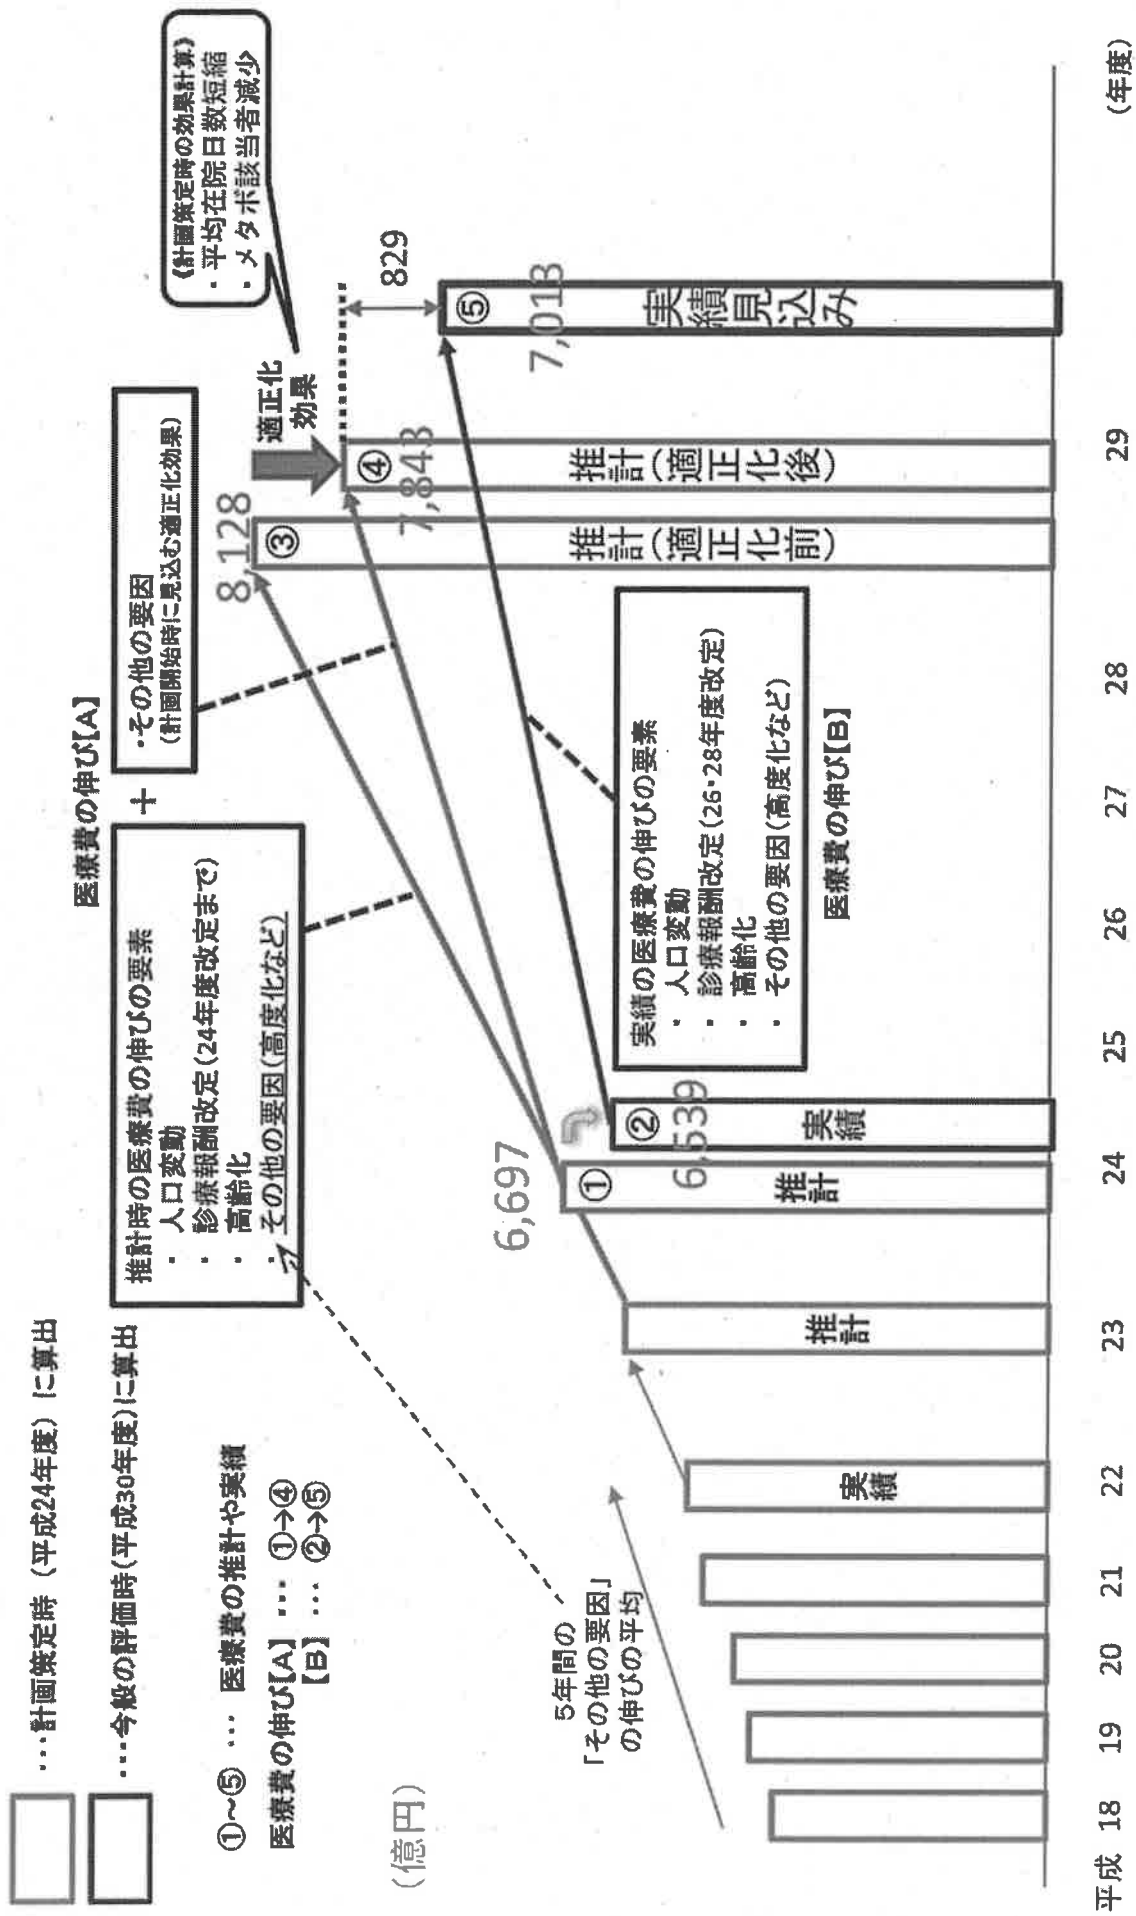 …計画策定時（平成24年度）に算出
…今般の評価時(平成30年度)に算出
①～⑤ … 医療費の推計や実績
医療費の伸び【A】 … ①→④
【B】 … ②→⑤
(億円)
医療費の伸び【A】
推計時の医療費の伸びの要素
・ 人口変動
・ 診療報酬改定(24年度改定まで)
・ 高齢化
・ その他の要因(高度化など)
＋
・その他の要因
(計画開始時に見込む適正化効果)
《計画策定時の効果計算》
・平均在院日数短縮
・メタボ該当者減少
適正化
効果
829
8,128
③
推計(適正化前)
④
7,843
推計(適正化後)
⑤
7,013
実績見込み
6,697
①
推計
②
6,539
実績
推計
実績
実績の医療費の伸びの要素
・ 人口変動
・ 診療報酬改定(26・28年度改定)
・ 高齢化
・ その他の要因(高度化など)
医療費の伸び【B】
5年間の
「その他の要因」
の伸びの平均
平成 18 19 20 21 22 23 24 25 26 27 28 29 (年度)